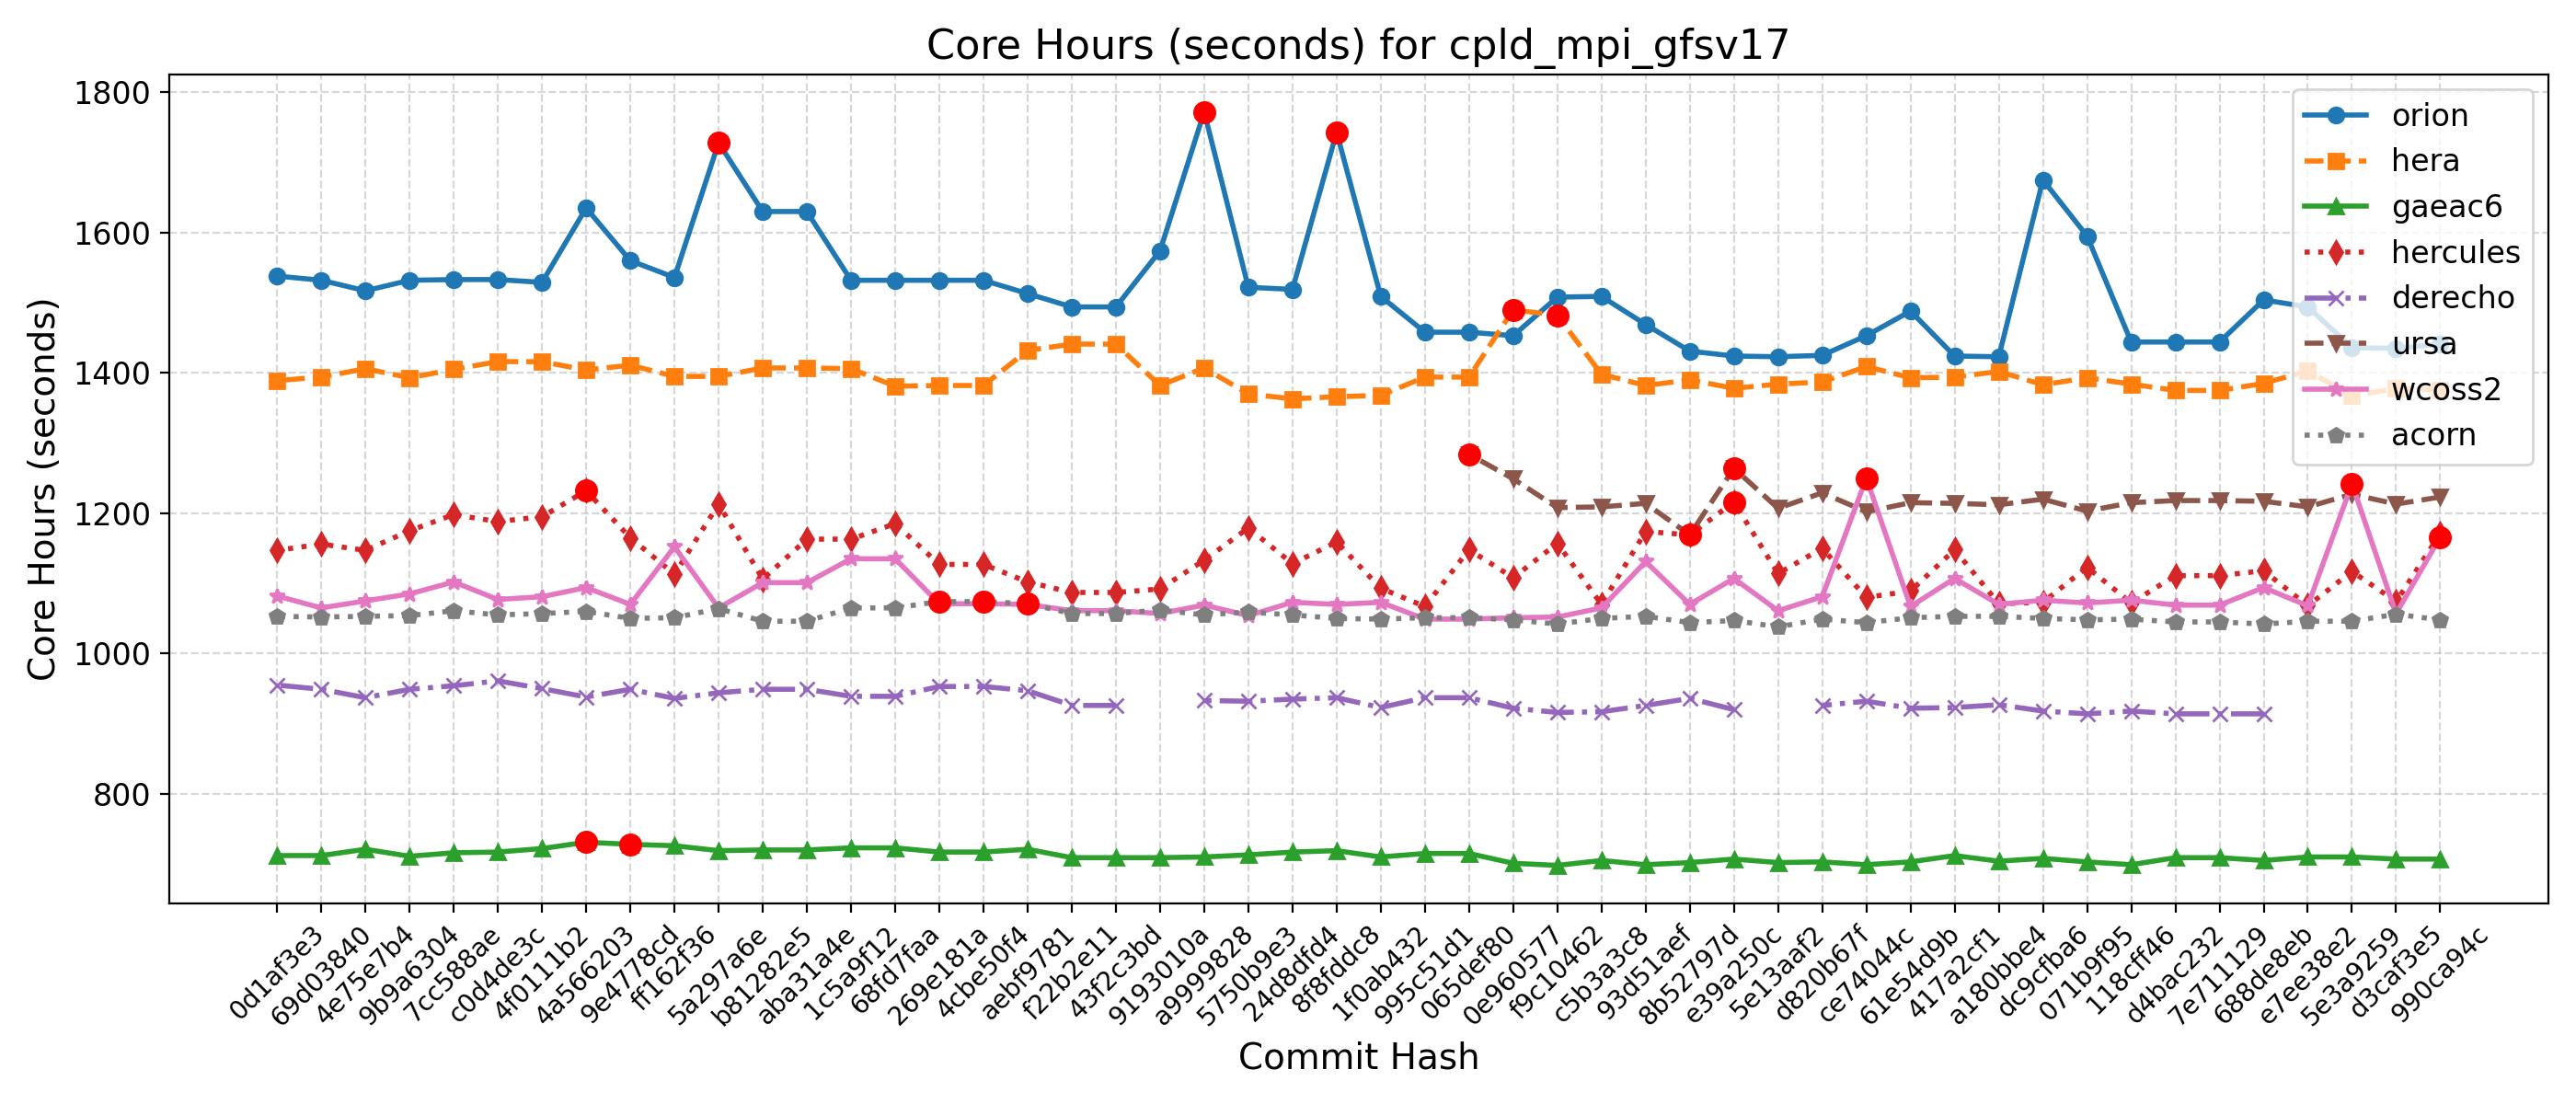 Core Hours (seconds) for cpld_mpi_gfsv17
Core Hours (seconds)
1800
1600
1400
1200
1000
800
orion
hera
gaeac6
hercules
derecho
ursa
wcoss2
acorn
0d1af3e3
69d03840
4e75e7b4
9b9a6304
7cc588ae
c0d4de3c
4f0111b2
4a566203
9e4778cd
ff162f36
5a297a6e
b81282e5
aba31a4e
1c5a9f12
68fd7faa
269e181a
4cbe50f4
aebf9781
f22b2e11
43f2c3bd
9193010a
a9999828
5750b9e3
24d8dfd4
8f8fddc8
1f0ab432
995c51d1
065def80
0e960577
f9c10462
c5b3a3c8
93d51aef
8b52797d
e39a250c
5e13aaf2
d820b67f
ce74044c
61e54d9b
417a2cf1
a180bbe4
dc9cfba6
071b9f95
118cff46
d4bac232
7e711129
688de8eb
e7ee38e2
5e3a9259
d3caf3e5
990ca94c
Commit Hash